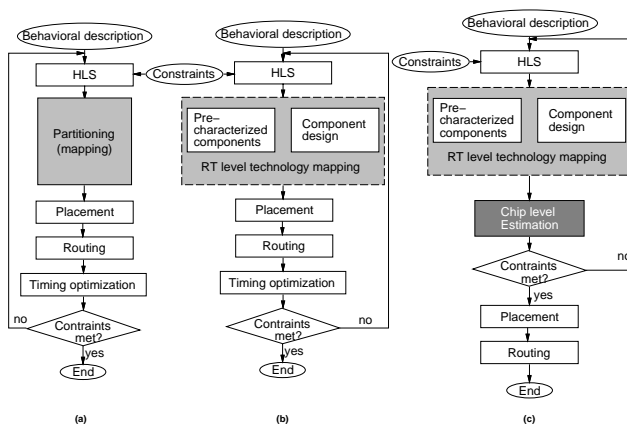 Behavioral description
HLS
Partitioning
(mapping)
Placement
Routing
Timing optimization
Contraints
met?
no
yes
End
(a)
Constraints
Behavioral description
HLS
Pre-
characterized
components
Component
design
RT level technology mapping
Placement
Routing
Timing optimization
Contraints
met?
no
yes
End
(b)
Behavioral description
Constraints
HLS
Pre-
characterized
components
Component
design
RT level technology mapping
Chip level
Estimation
no
Contraints
met?
yes
Placement
Routing
End
(c)